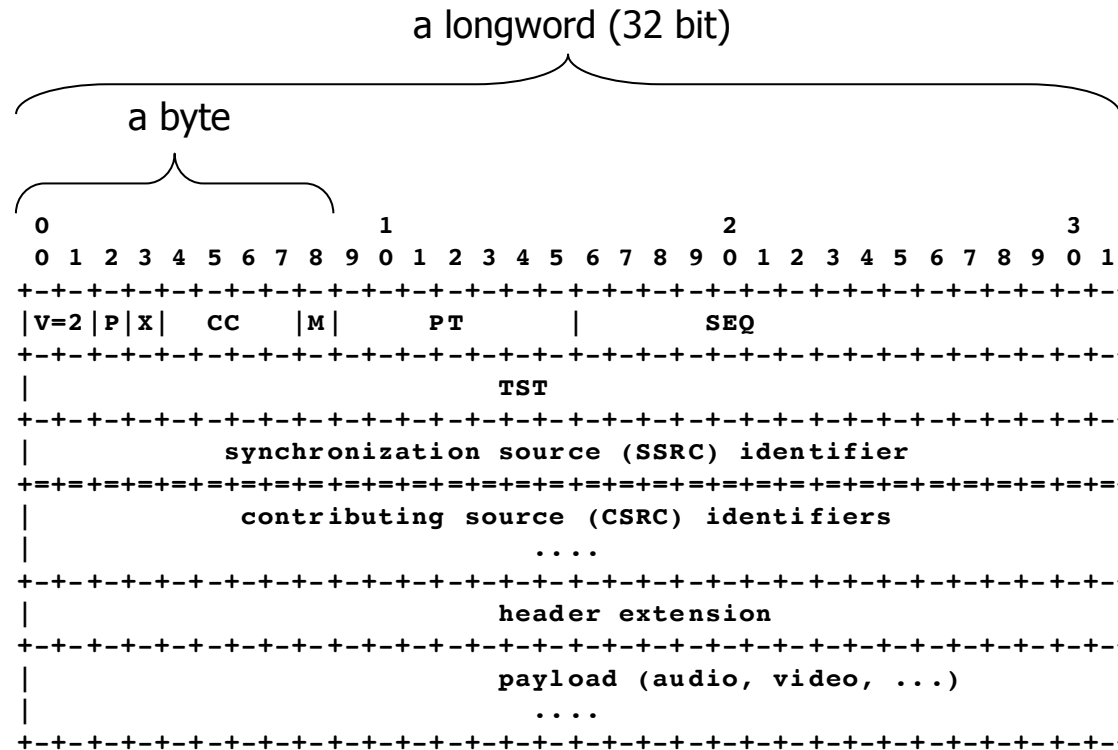 a longword (32 bit)
a byte
0 1 2 3
0 1 2 3 4 5 6 7 8 9 0 1 2 3 4 5 6 7 8 9 0 1 2 3 4 5 6 7 8 9 0 1
+-+-+-+-+-+-+-+-+-+-+-+-+-+-+-+-+-+-+-+-+-+-+-+-+-+-+-+-+-+-+-+-
|V=2|P|X| CC |M| PT | SEQ
+-+-+-+-+-+-+-+-+-+-+-+-+-+-+-+-+-+-+-+-+-+-+-+-+-+-+-+-+-+-+-+-
| TST
+-+-+-+-+-+-+-+-+-+-+-+-+-+-+-+-+-+-+-+-+-+-+-+-+-+-+-+-+-+-+-+-
| synchronization source (SSRC) identifier
+=+=+=+=+=+=+=+=+=+=+=+=+=+=+=+=+=+=+=+=+=+=+=+=+=+=+=+=+=+=+=+=
| contributing source (CSRC) identifiers
| ....
+-+-+-+-+-+-+-+-+-+-+-+-+-+-+-+-+-+-+-+-+-+-+-+-+-+-+-+-+-+-+-+-
| header extension
+-+-+-+-+-+-+-+-+-+-+-+-+-+-+-+-+-+-+-+-+-+-+-+-+-+-+-+-+-+-+-+-
| payload (audio, video, ...)
| ....
+-+-+-+-+-+-+-+-+-+-+-+-+-+-+-+-+-+-+-+-+-+-+-+-+-+-+-+-+-+-+-+-